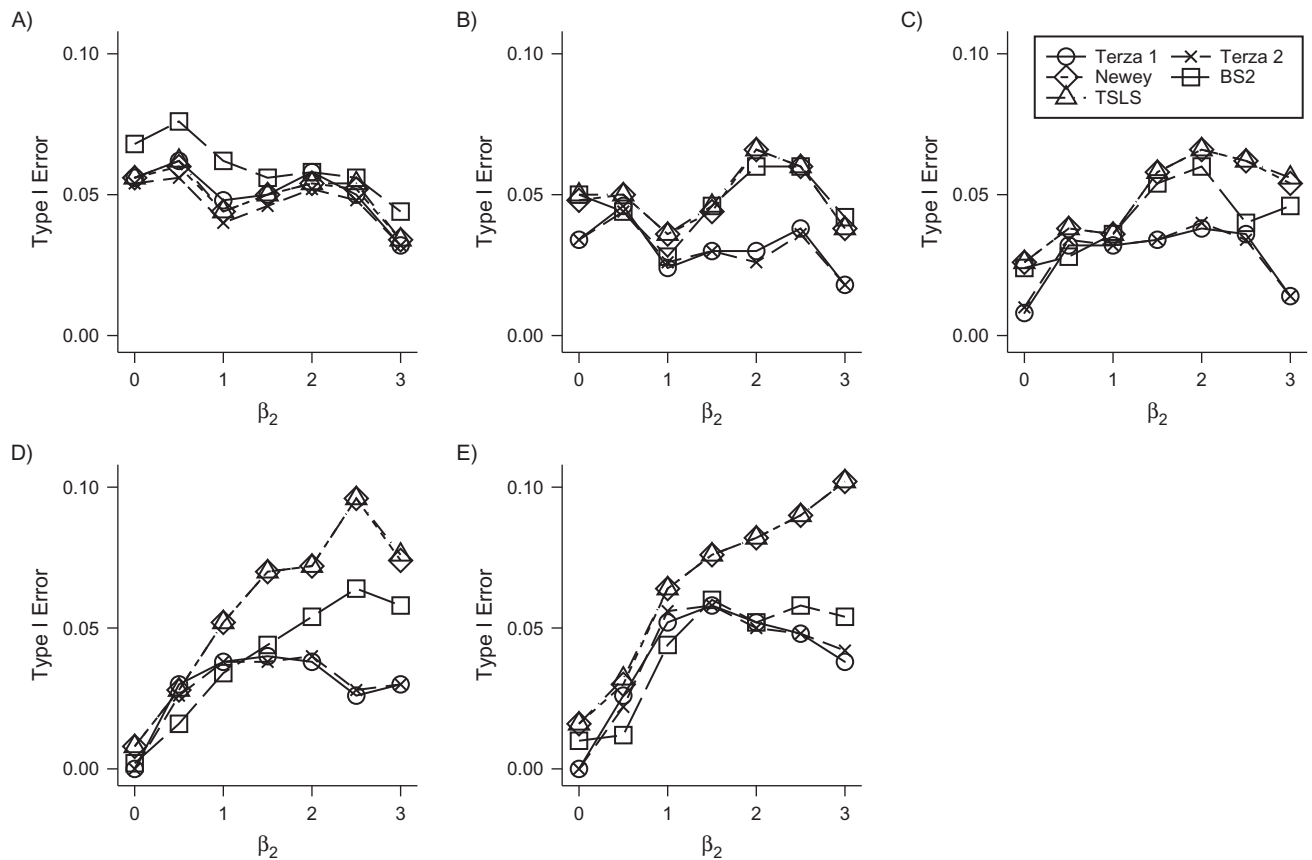 A)
0.10
0.05
0.00
Type I Error
0 1 2 3
β2
B)
0.10
0.05
0.00
Type I Error
0 1 2 3
β2
C)
0.10
0.05
0.00
Type I Error
0 1 2 3
β2
Terza 1 Terza 2
Newey BS2
TSLS
D)
0.10
0.05
0.00
Type I Error
0 1 2 3
β2
E)
0.10
0.05
0.00
Type I Error
0 1 2 3
β2